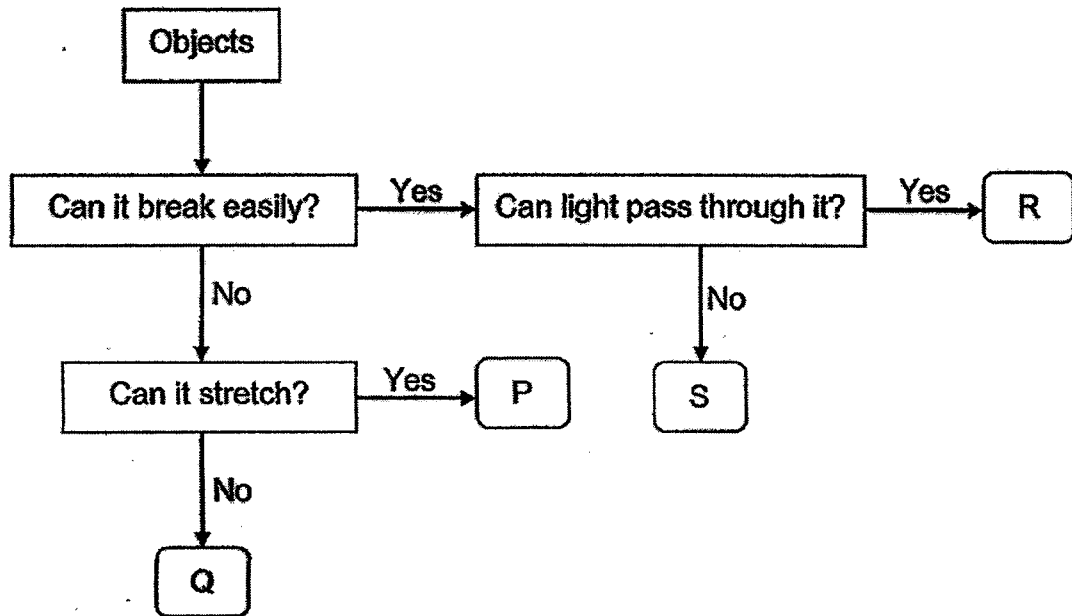 Objects
Can it break easily?
Yes
Can light pass through it?
Yes
R
No
No
Can it stretch?
Yes
P
S
No
Q